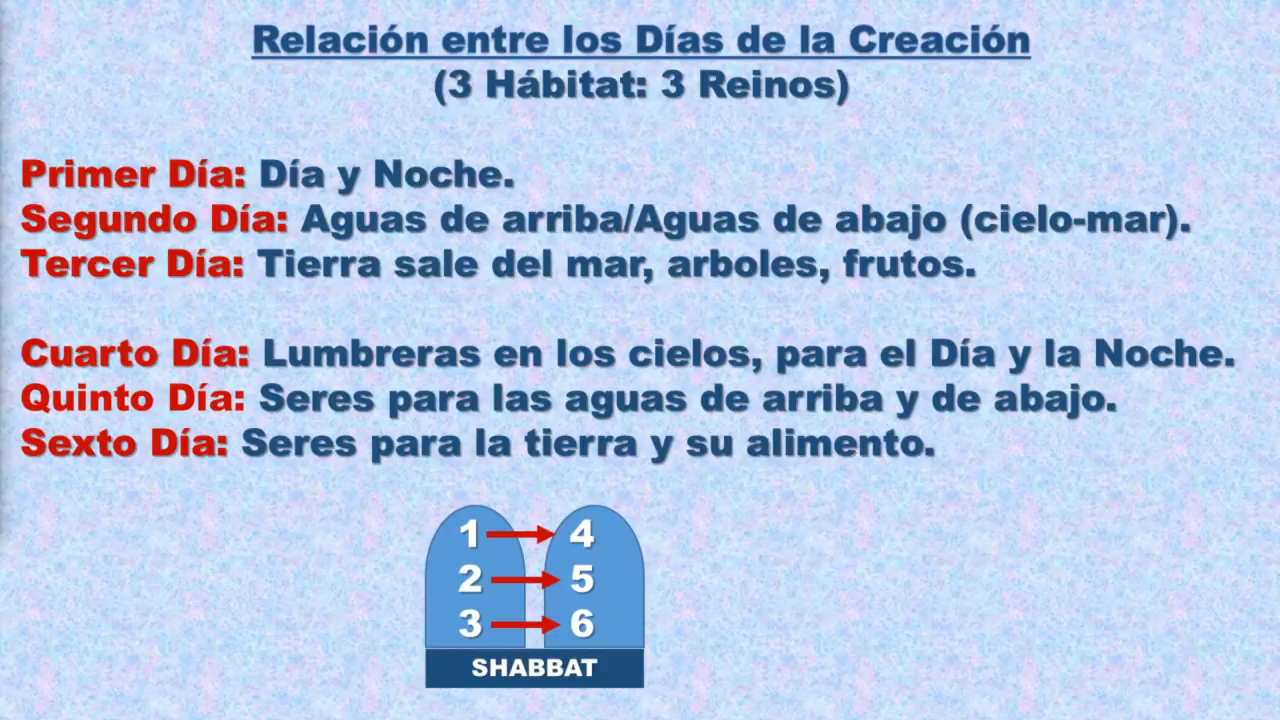 Relación entre los Días de la Creación
(3 Hábitat: 3 Reinos)
Primer Día: Día y Noche.
Segundo Día: Aguas de arriba/Aguas de abajo (cielo-mar).
Tercer Día: Tierra sale del mar, arboles, frutos.
Cuarto Día: Lumbreras en los cielos, para el Día y la Noche.
Quinto Día: Seres para las aguas de arriba y de abajo.
Sexto Día: Seres para la tierra y su alimento.
1 4
2 5
3 6
SHABBAT